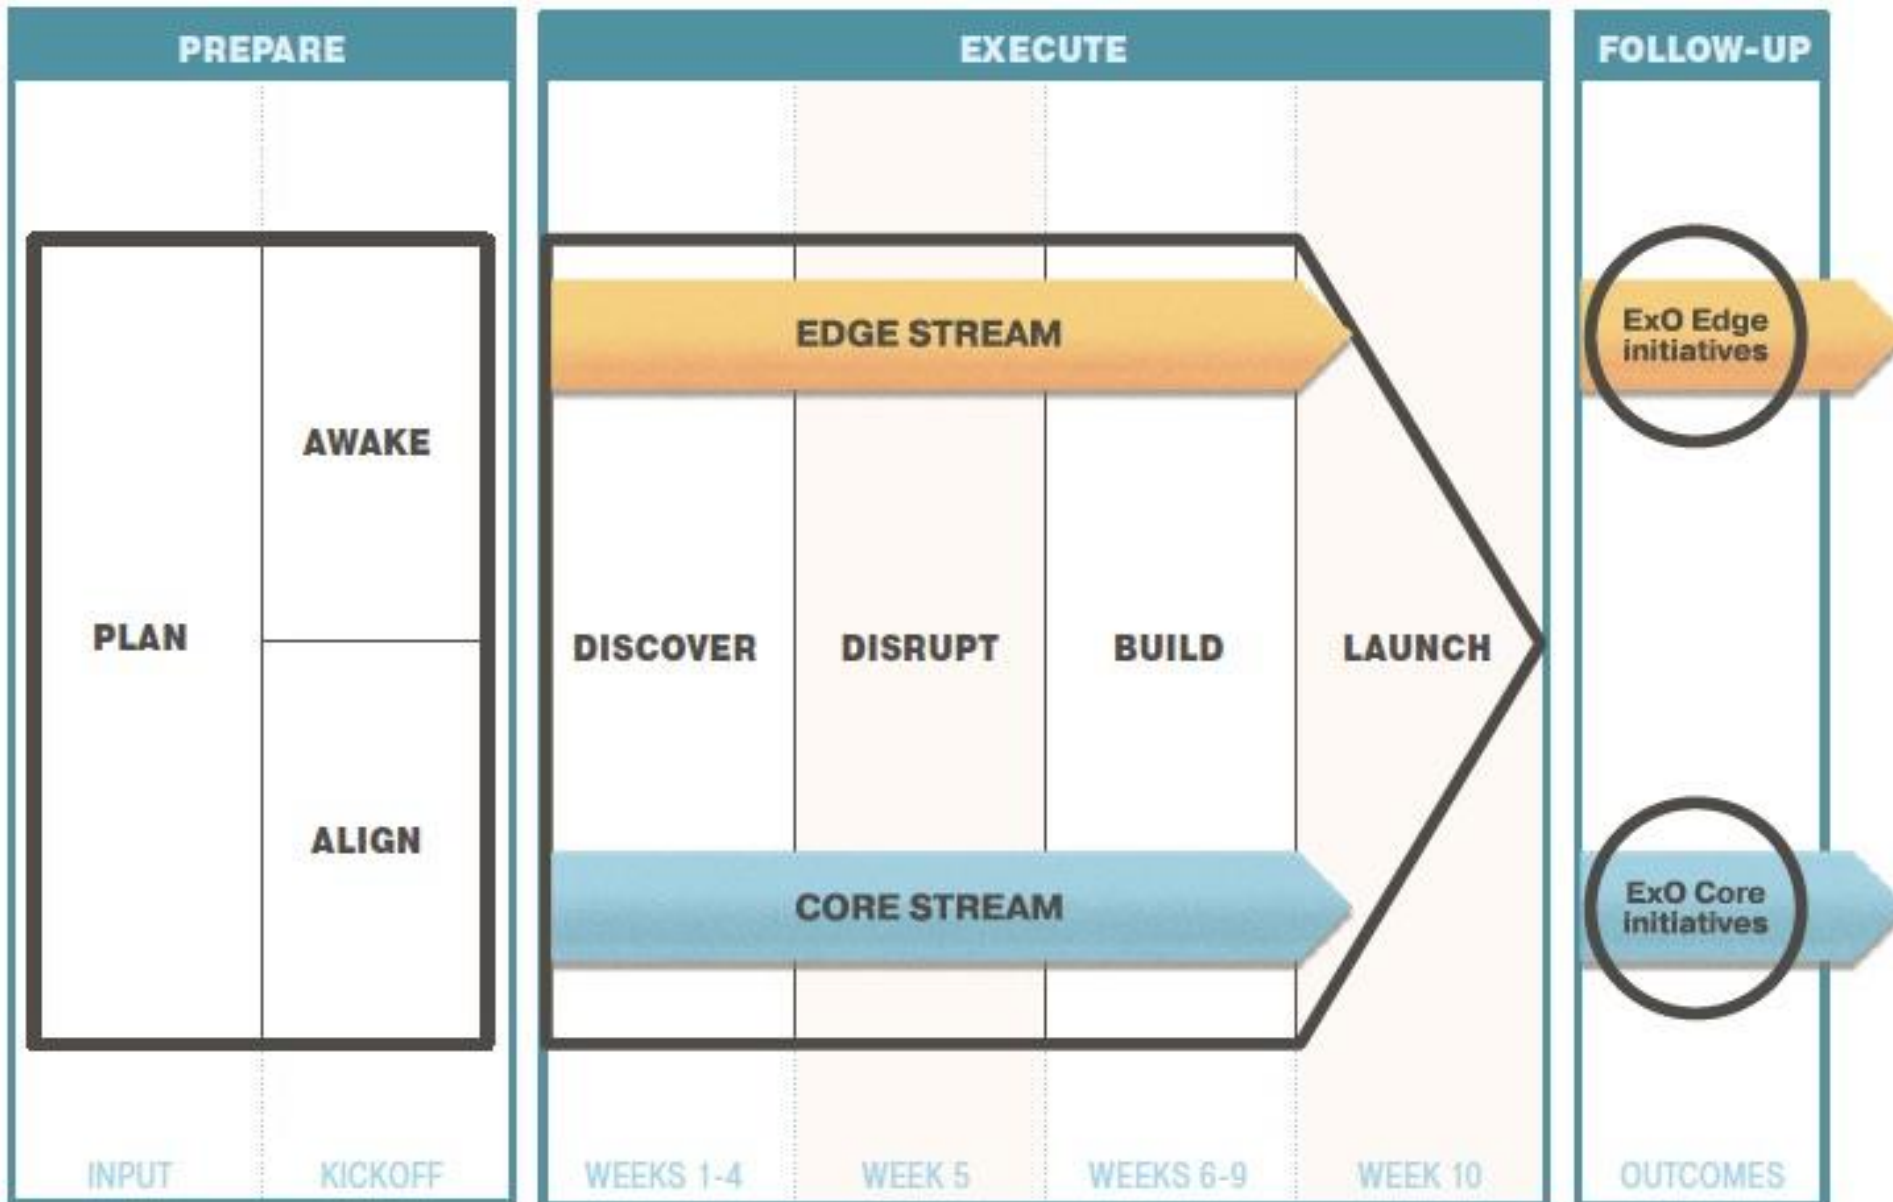 PREPARE
EXECUTE
FOLLOW-UP
PLAN
AWAKE
ALIGN
EDGE STREAM
DISCOVER
DISRUPT
BUILD
LAUNCH
CORE STREAM
ExO Edge
initiatives
ExO Core
initiatives
INPUT
KICKOFF
WEEKS 1-4
WEEK 5
WEEKS 6-9
WEEK 10
OUTCOMES